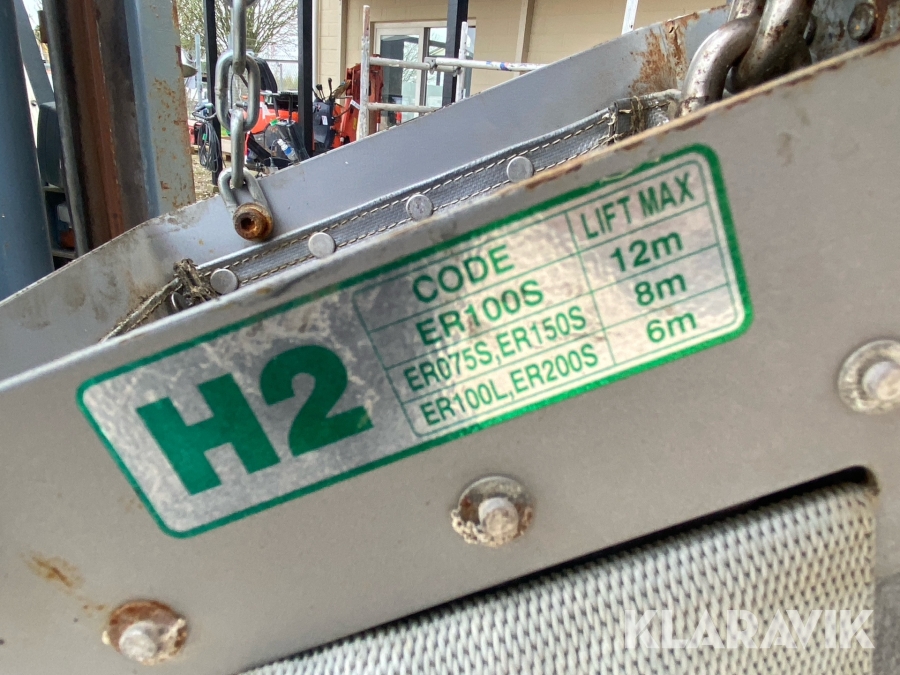 H2
CODE LIFT MAX
ER100S 12m
ER075S,ER150S 8m
ER100L,ER200S 6m
KLARAVIK